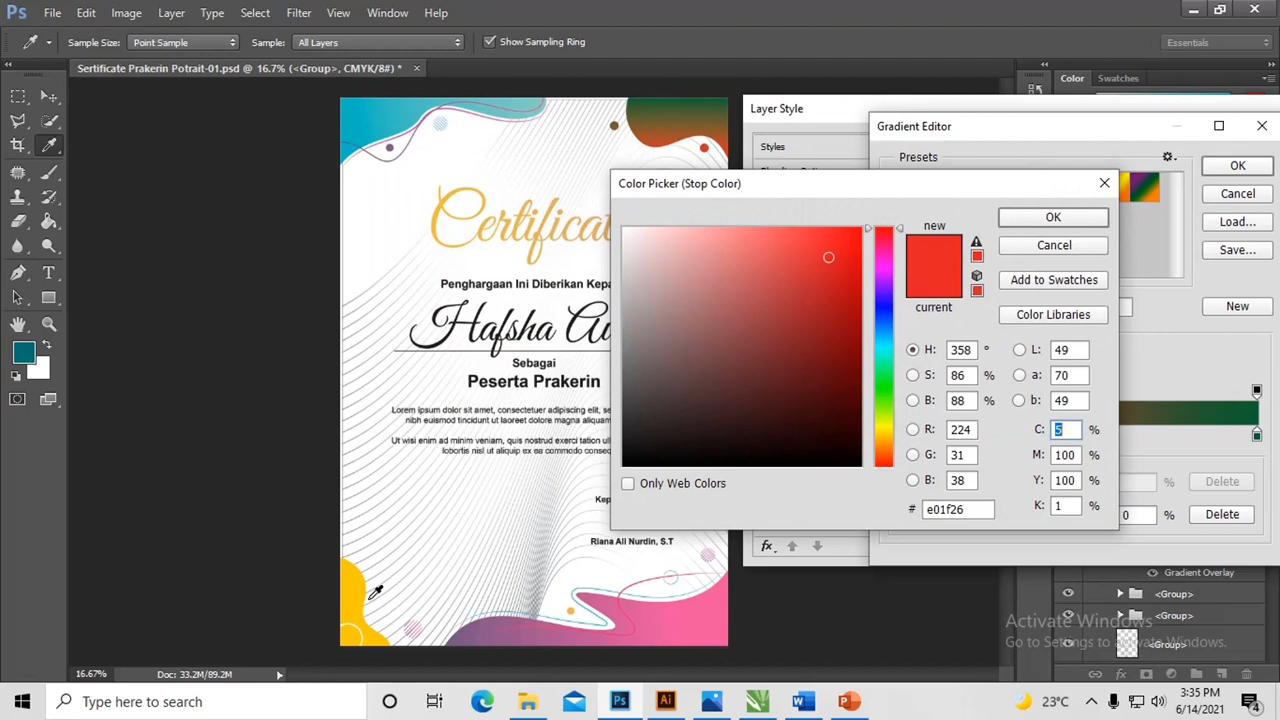 Ps File Edit Image Layer Type Select Filter View Window Help
Sample Size: Point Sample Sample: All Layers Show Sampling Ring Essentials
Sertificate Prakerin Potrait-01.psd @ 16.7% (<Group>, CMYK/8#) * ×
Color Swatches
Layer Style
Styles
Gradient Editor
Presets
OK
Cancel
Load...
Save...
New
%
Delete
0 %
Delete
Color Picker (Stop Color)
new
current
OK
Cancel
Add to Swatches
Color Libraries
H: 358 °
S: 86 %
B: 88 %
R: 224
G: 31
B: 38
# e01f26
L: 49
a: 70
b: 49
C: 5 %
M: 100 %
Y: 100 %
K: 1 %
Only Web Colors
Certificat
Penghargaan Ini Diberikan Kepa
Hafsha Au
Sebagai
Peserta Prakerin
Lorem ipsum dolor sit amet, consectetuer adipiscing elit, se
nibh euismod tincidunt ut laoreet dolore magna aliquam
Ut wisi enim ad minim veniam, quis nostrud exerci tation ul
lobortis nisl ut aliquip ex ea commodo conse
Kep
Riana Ali Nurdin, S.T
fx
Gradient Overlay
<Group>
<Group>
<Group>
Activate Windows
Go to Settings to activate Windows.
16.67% Doc: 33.2M/89.2M
Type here to search
23°C
3:35 PM
6/14/2021
4